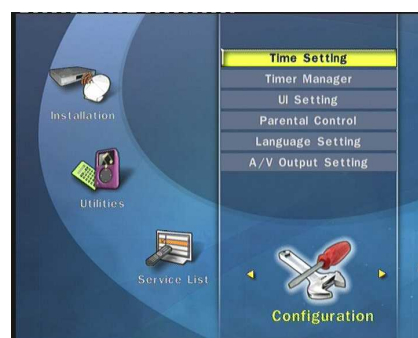 Time Setting
Timer Manager
UI Setting
Parental Control
Language Setting
A/V Output Setting
Installation
Utilities
Service List
Configuration